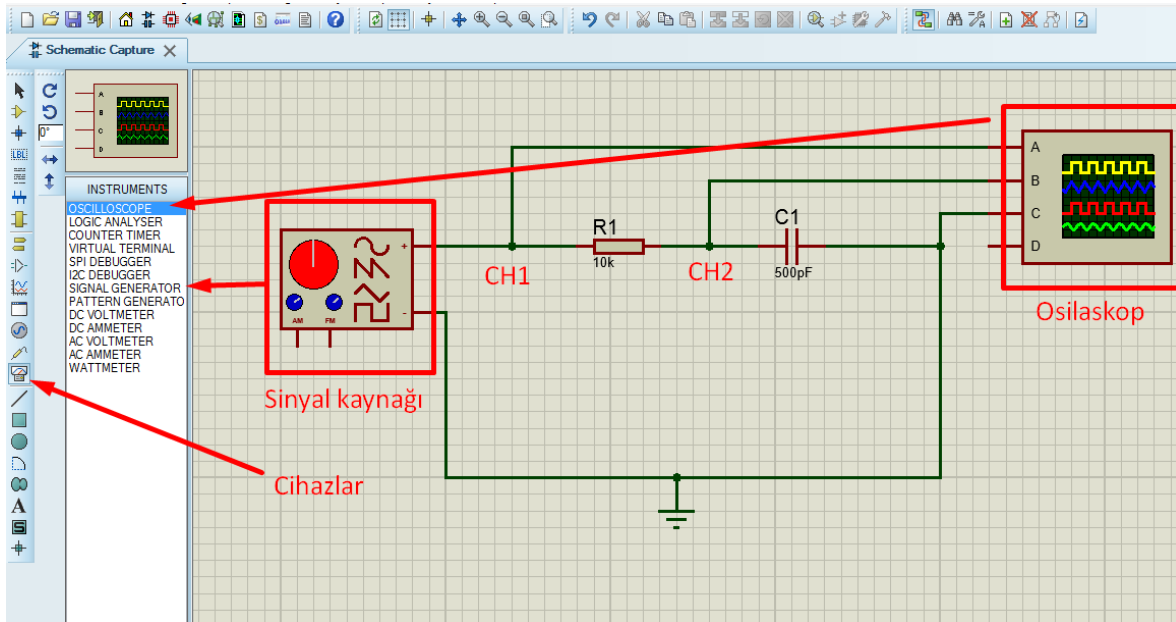 Schematic Capture
0°
LBL
A
B
C
D
INSTRUMENTS
OSCILLOSCOPE
LOGIC ANALYSER
COUNTER TIMER
VIRTUAL TERMINAL
SPI DEBUGGER
I2C DEBUGGER
SIGNAL GENERATOR
PATTERN GENERATO
DC VOLTMETER
DC AMMETER
AC VOLTMETER
AC AMMETER
WATTMETER
A
S
+
-
AM
FM
Sinyal kaynağı
Cihazlar
CH1
R1
10k
CH2
C1
500pF
A
B
C
D
Osilaskop